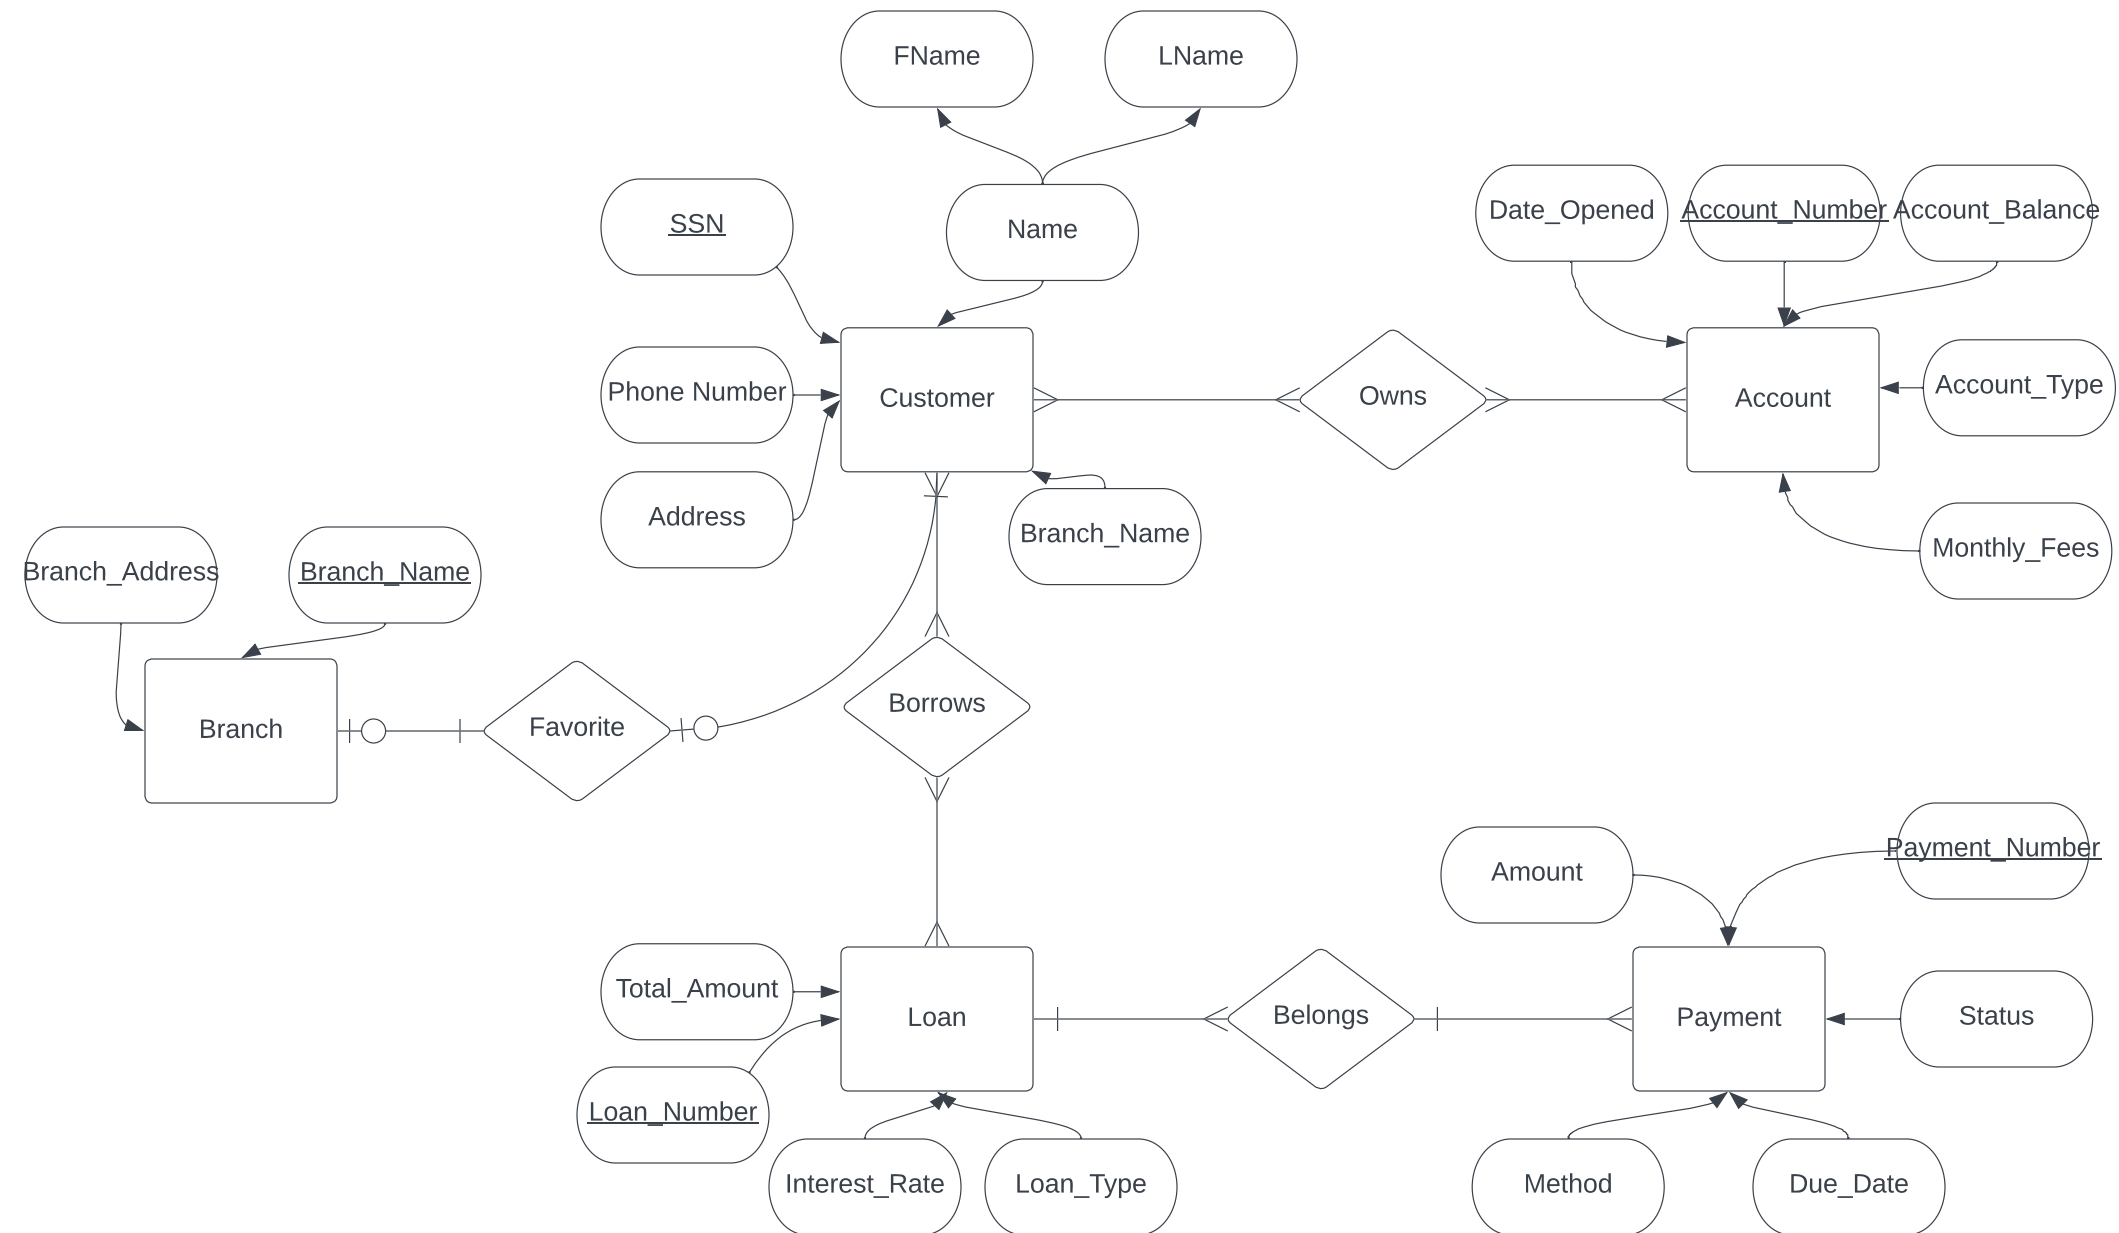 FName
LName
SSN
Name
Date_Opened
Account_Number
Account_Balance
Phone Number
Customer
Owns
Account
Account_Type
Address
Branch_Name
Monthly_Fees
Branch_Address
Branch_Name
Branch
Favorite
Borrows
Amount
Payment_Number
Total_Amount
Loan
Belongs
Payment
Status
Loan_Number
Interest_Rate
Loan_Type
Method
Due_Date